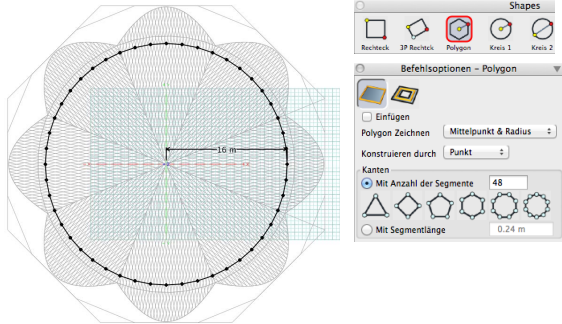 16 m
Shapes
Rechteck
3P Rechtck
Polygon
Kreis 1
Kreis 2
Befehlsoptionen – Polygon
Einfügen
Polygon Zeichnen Mittelpunkt & Radius
Konstruieren durch Punkt
Kanten
Mit Anzahl der Segmente 48
Mit Segmentlänge 0.24 m